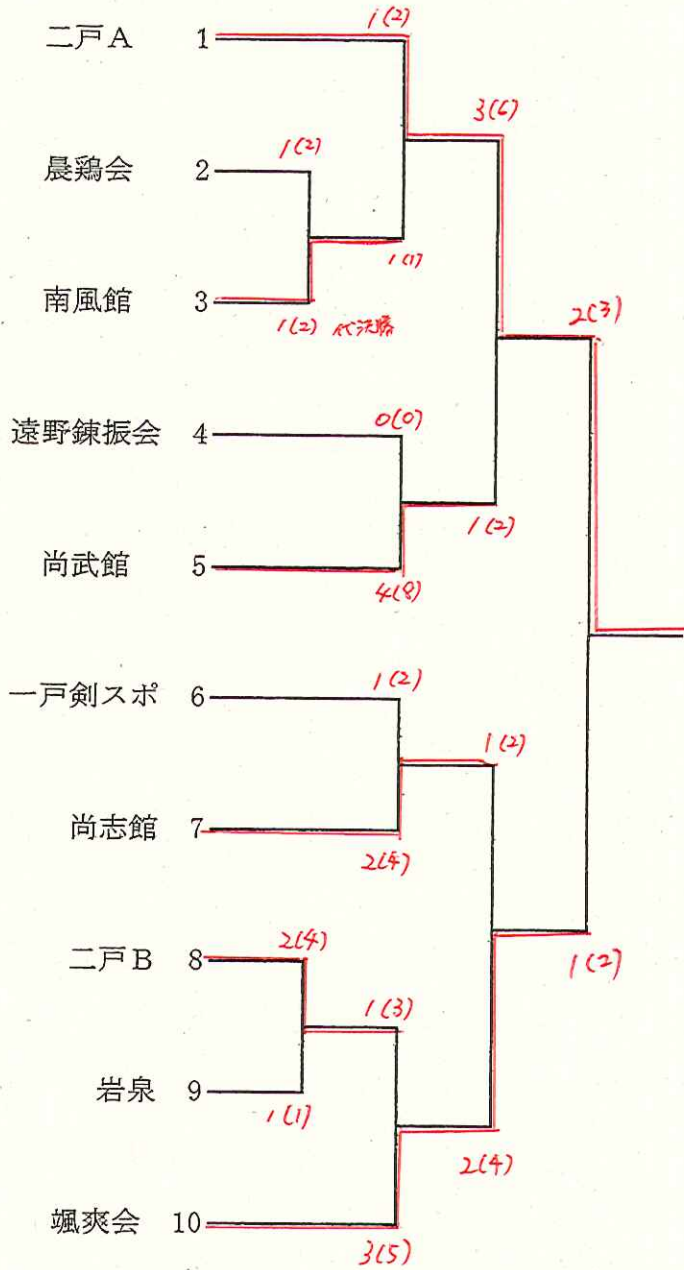 1(2)
二戸A 1
3(6)
1(2)
晨鶏会 2
1(1)
南風館 3
1(2) 代決勝
2(3)
0(0)
遠野錬振会 4
1(2)
尚武館 5
4(8)
1(2)
一戸剣スポ 6
1(2)
尚志館 7
2(4)
2(4)
二戸B 8
1(2)
1(3)
岩泉 9
1(1)
2(4)
颯爽会 10
3(5)